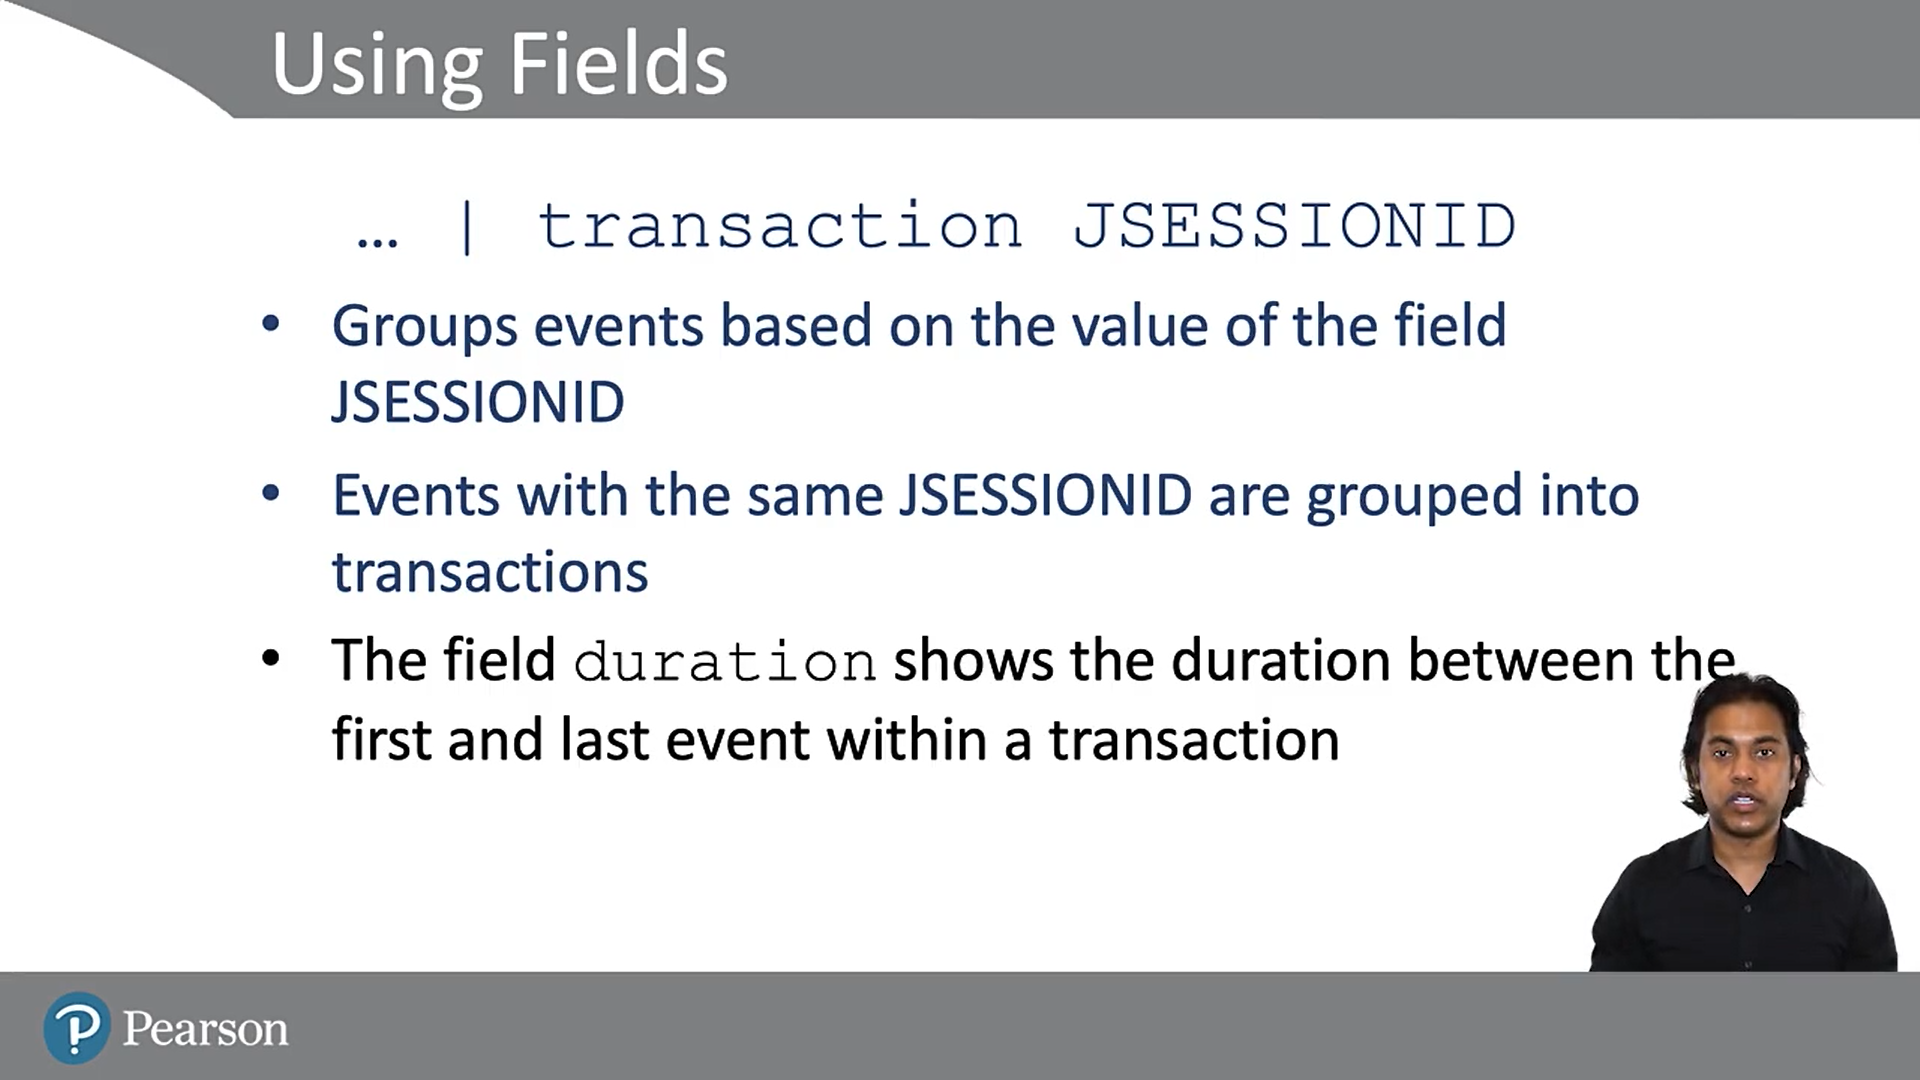 Using Fields
… | transaction JSESSIONID
• Groups events based on the value of the field
JSESSIONID
• Events with the same JSESSIONID are grouped into
transactions
• The field duration shows the duration between the
first and last event within a transaction
Pearson